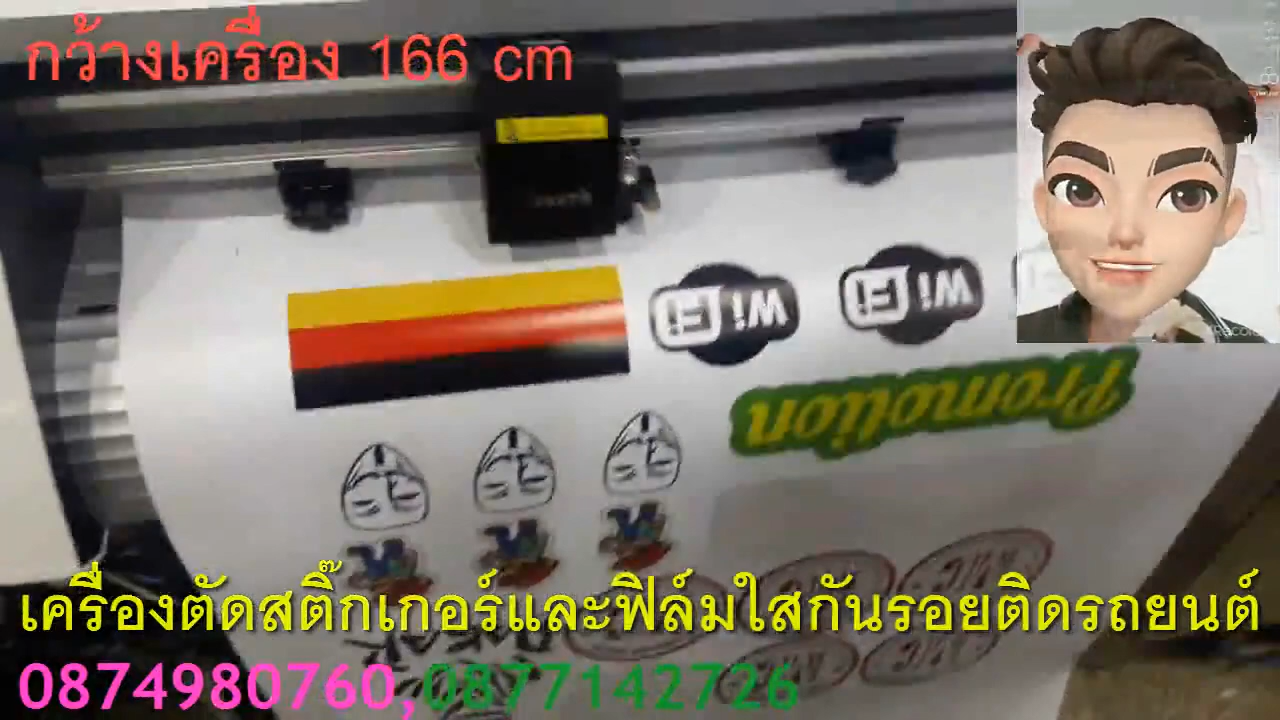 กว้างเครื่อง 166 cm
Wi Fi
Wi Fi
Promotion
เครื่องตัดสติ๊กเกอร์และฟิล์มใสกันรอยติดรถยนต์
0874980760,0877142726